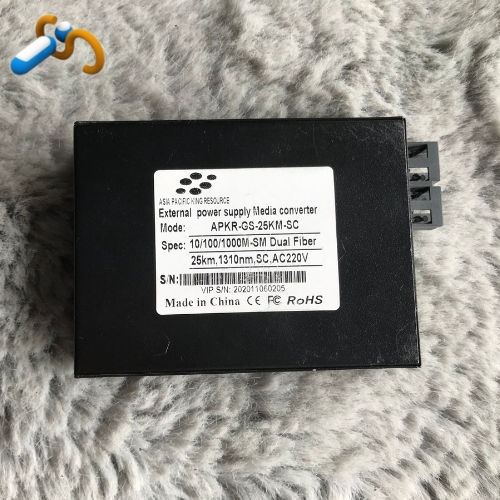 ASIA PACIFIC KING RESOURCE
External power supply Media converter
Mode: APKR-GS-25KM-SC
Spec: 10/100/1000M-SM Dual Fiber
25km,1310nm,SC,AC220V
S/N:
VIP S/N: 202011060205
Made in China CE FC RoHS